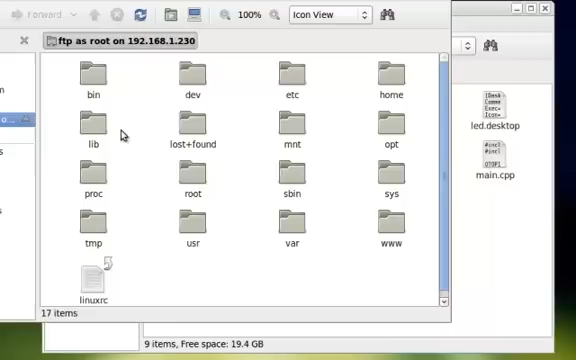 Forward
100%
Icon View
ftp as root on 192.168.1.230
bin
dev
etc
home
lib
lost+found
mnt
opt
proc
root
sbin
sys
tmp
usr
var
www
linuxrc
17 items
led.desktop
main.cpp
9 items, Free space: 19.4 GB